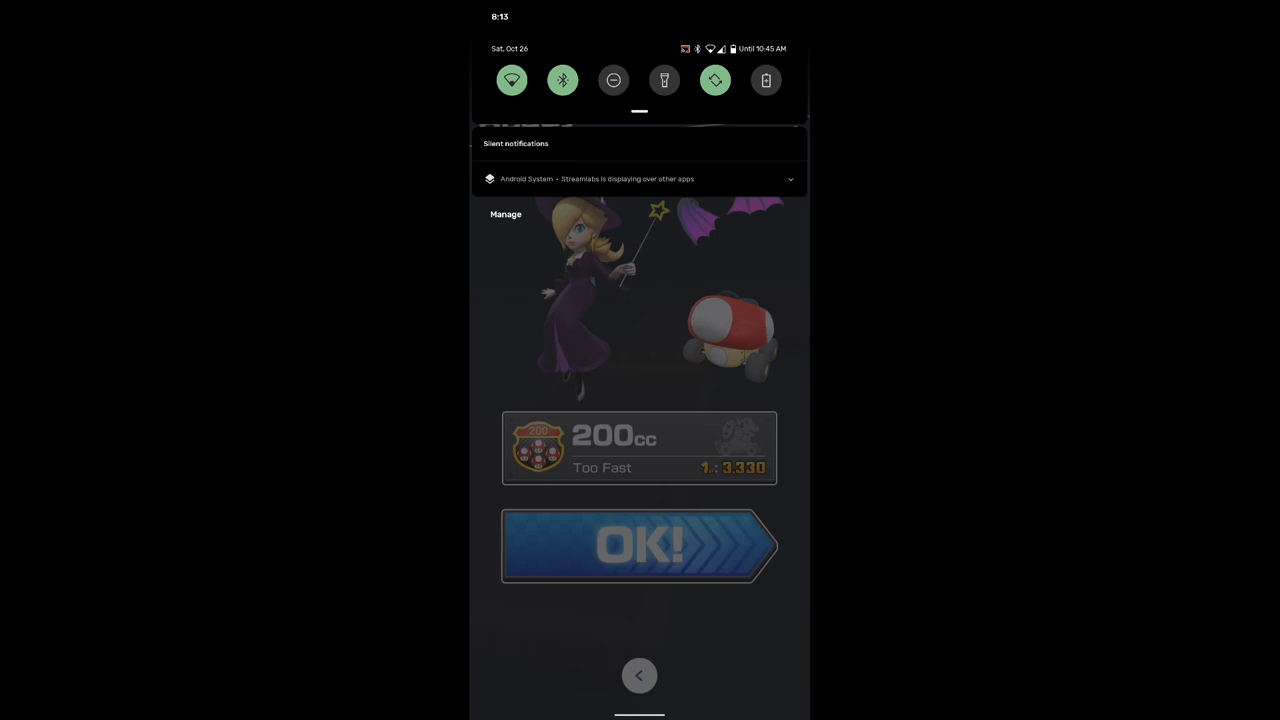 8:13
Sat, Oct 26
Until 10:45 AM
Silent notifications
Android System • Streamlabs is displaying over other apps
Manage
200
200cc
Too Fast
1.: 3,330
OK!